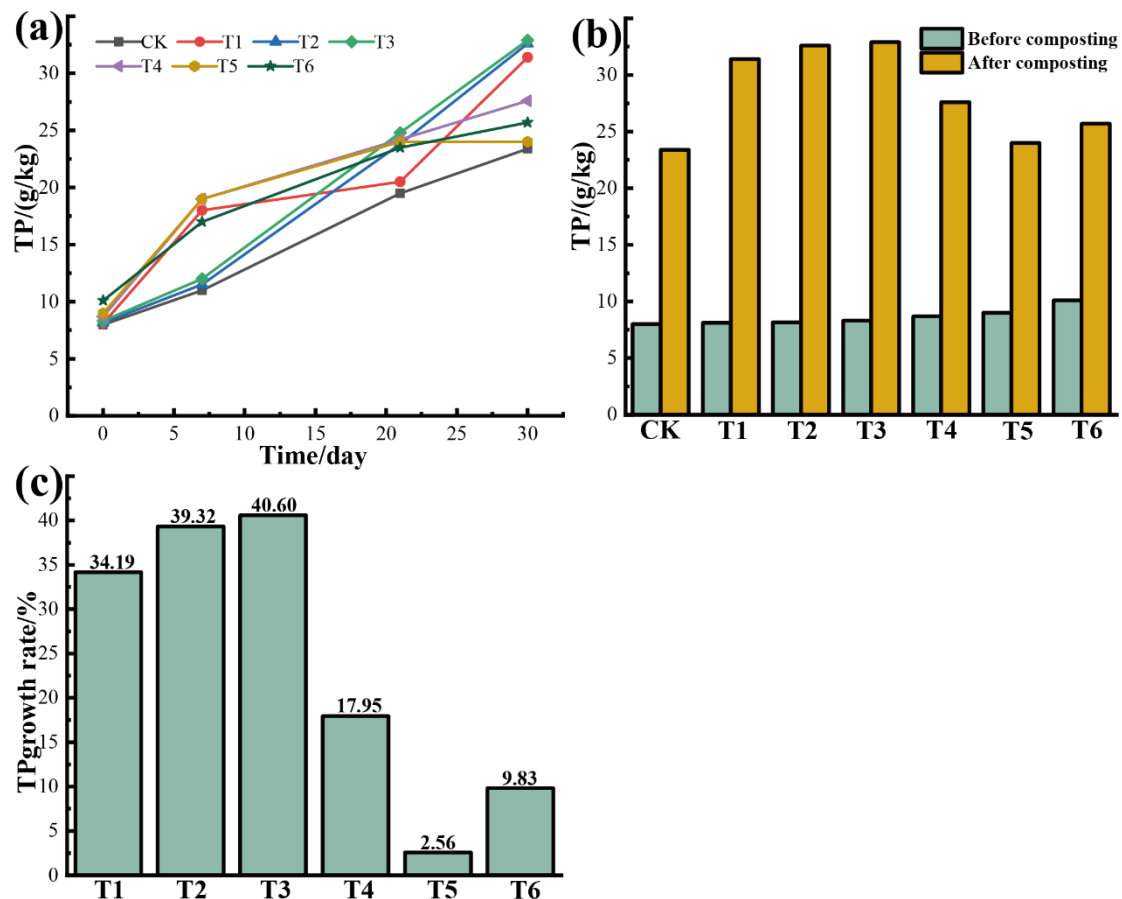 (a)
CK T1 T2 T3
T4 T5 T6
TP/(g/kg)
30
25
20
15
10
5
0
0 5 10 15 20 25 30
Time/day
(b)
Before composting
After composting
TP/(g/kg)
30
25
20
15
10
5
0
CK T1 T2 T3 T4 T5 T6
(c)
TPgrowth rate/%
40
35
30
25
20
15
10
5
0
34.19
39.32
40.60
17.95
2.56
9.83
T1 T2 T3 T4 T5 T6